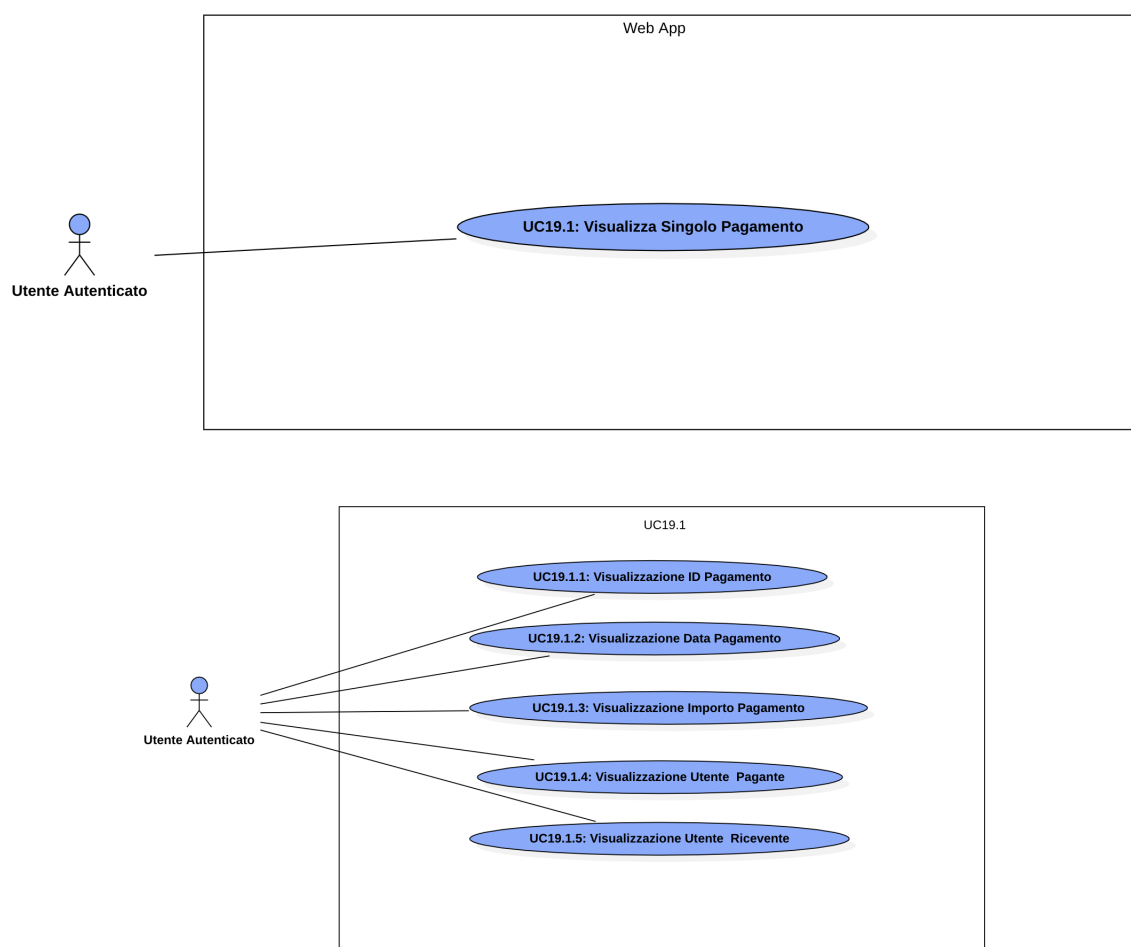 Web App
UC19.1: Visualizza Singolo Pagamento
Utente Autenticato
UC19.1
UC19.1.1: Visualizzazione ID Pagamento
UC19.1.2: Visualizzazione Data Pagamento
UC19.1.3: Visualizzazione Importo Pagamento
Utente Autenticato
UC19.1.4: Visualizzazione Utente  Pagante
UC19.1.5: Visualizzazione Utente  Ricevente